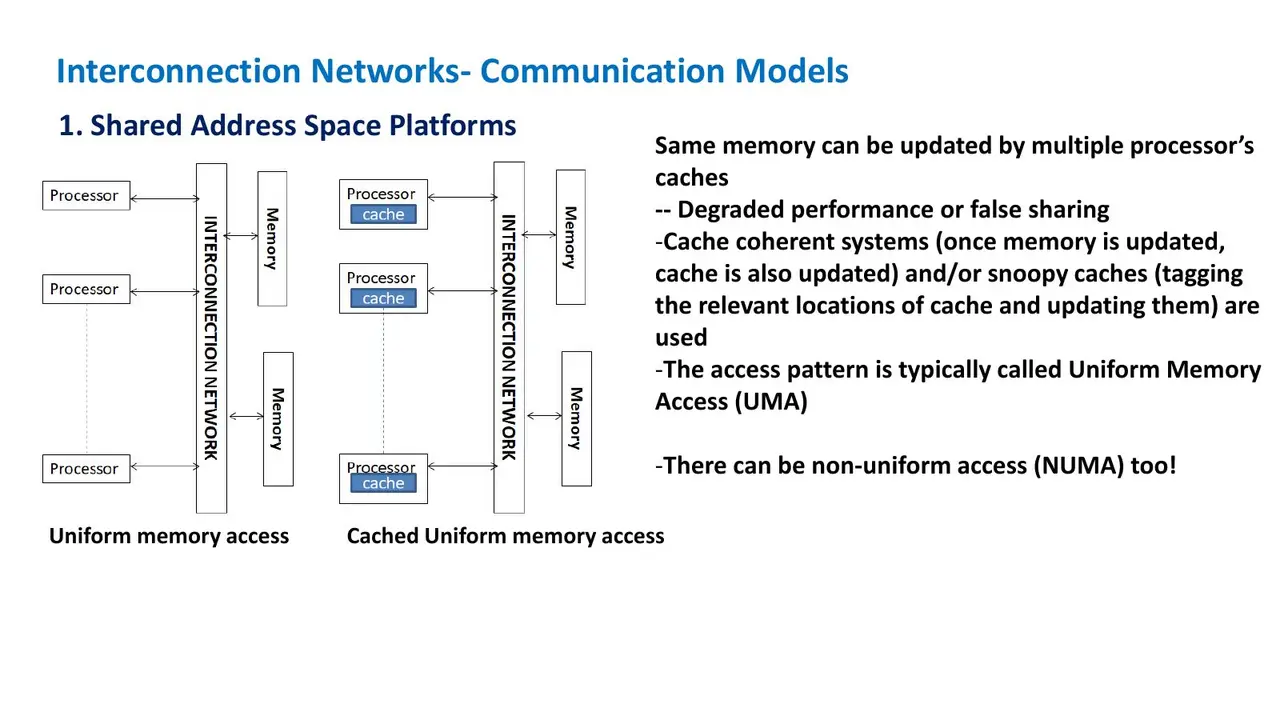 Interconnection Networks- Communication Models
1. Shared Address Space Platforms
Processor
Processor
Processor
INTERCONNECTION NETWORK
Memory
Memory
Uniform memory access
Processor
cache
Processor
cache
Processor
cache
INTERCONNECTION NETWORK
Memory
Memory
Cached Uniform memory access
Same memory can be updated by multiple processor’s
caches
-- Degraded performance or false sharing
-Cache coherent systems (once memory is updated,
cache is also updated) and/or snoopy caches (tagging
the relevant locations of cache and updating them) are
used
-The access pattern is typically called Uniform Memory
Access (UMA)
-There can be non-uniform access (NUMA) too!